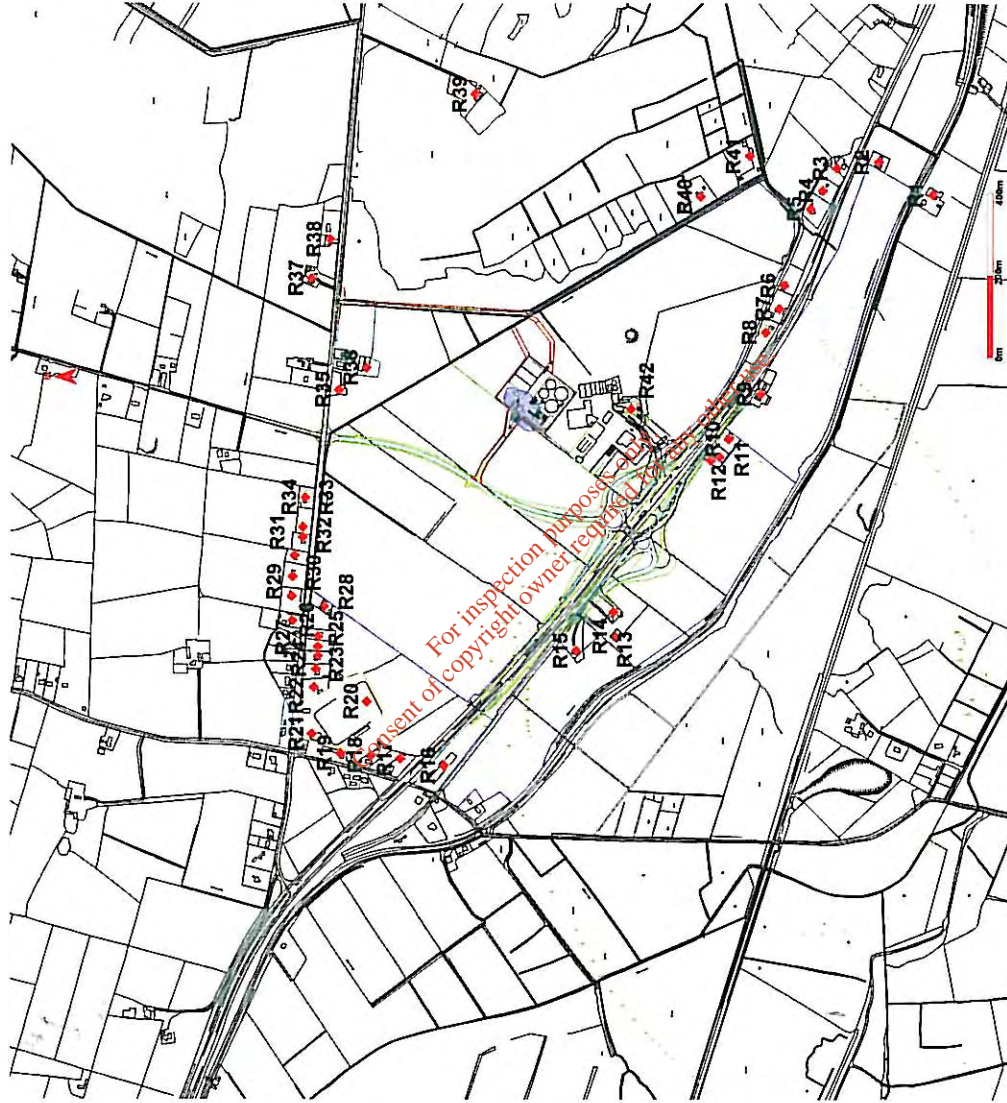 R39
R41
R40
R3
R4
R5
R2
R1
R38
R37
R6
R7
R8
R9
R35
R36
R42
R10
R11
R12
R34
R33
R31
R32
R29
R30
R28
R27
R25
R23
R22
R21
R20
R19
R18
R17
R16
R15
R14
R13
For inspection purposes only.
Consent of copyright owner required for any other use.
0m
200m
400m